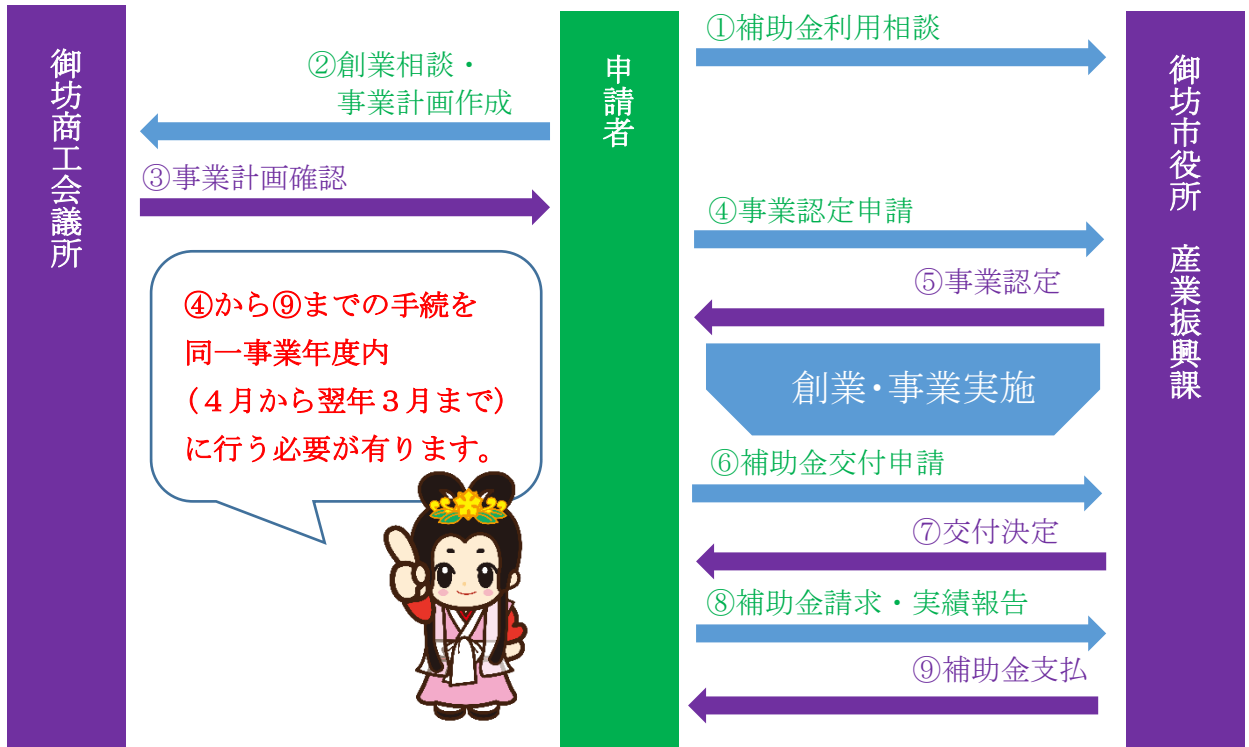 御坊商工会議所
申請者
御坊市役所 産業振興課
①補助金利用相談
②創業相談・
事業計画作成
③事業計画確認
④事業認定申請
⑤事業認定
④から⑨までの手続を
同一事業年度内
（４月から翌年３月まで）
に行う必要が有ります。
創業・事業実施
⑥補助金交付申請
⑦交付決定
⑧補助金請求・実績報告
⑨補助金支払